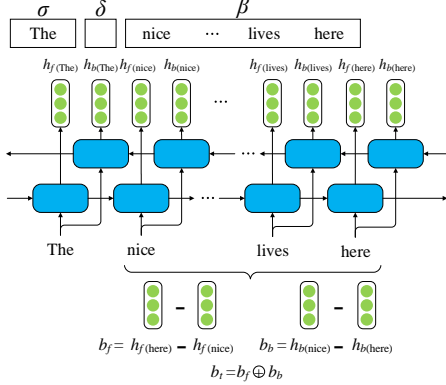 σ δ β
The nice ... lives here
h_f(The) h_b(The) h_f(nice) h_b(nice) h_f(lives) h_b(lives) h_f(here) h_b(here)
...
...
...
The nice lives here
- -
b_f = h_f(here) - h_f(nice) b_b = h_b(nice) - h_b(here)
b_t = b_f ⊕ b_b